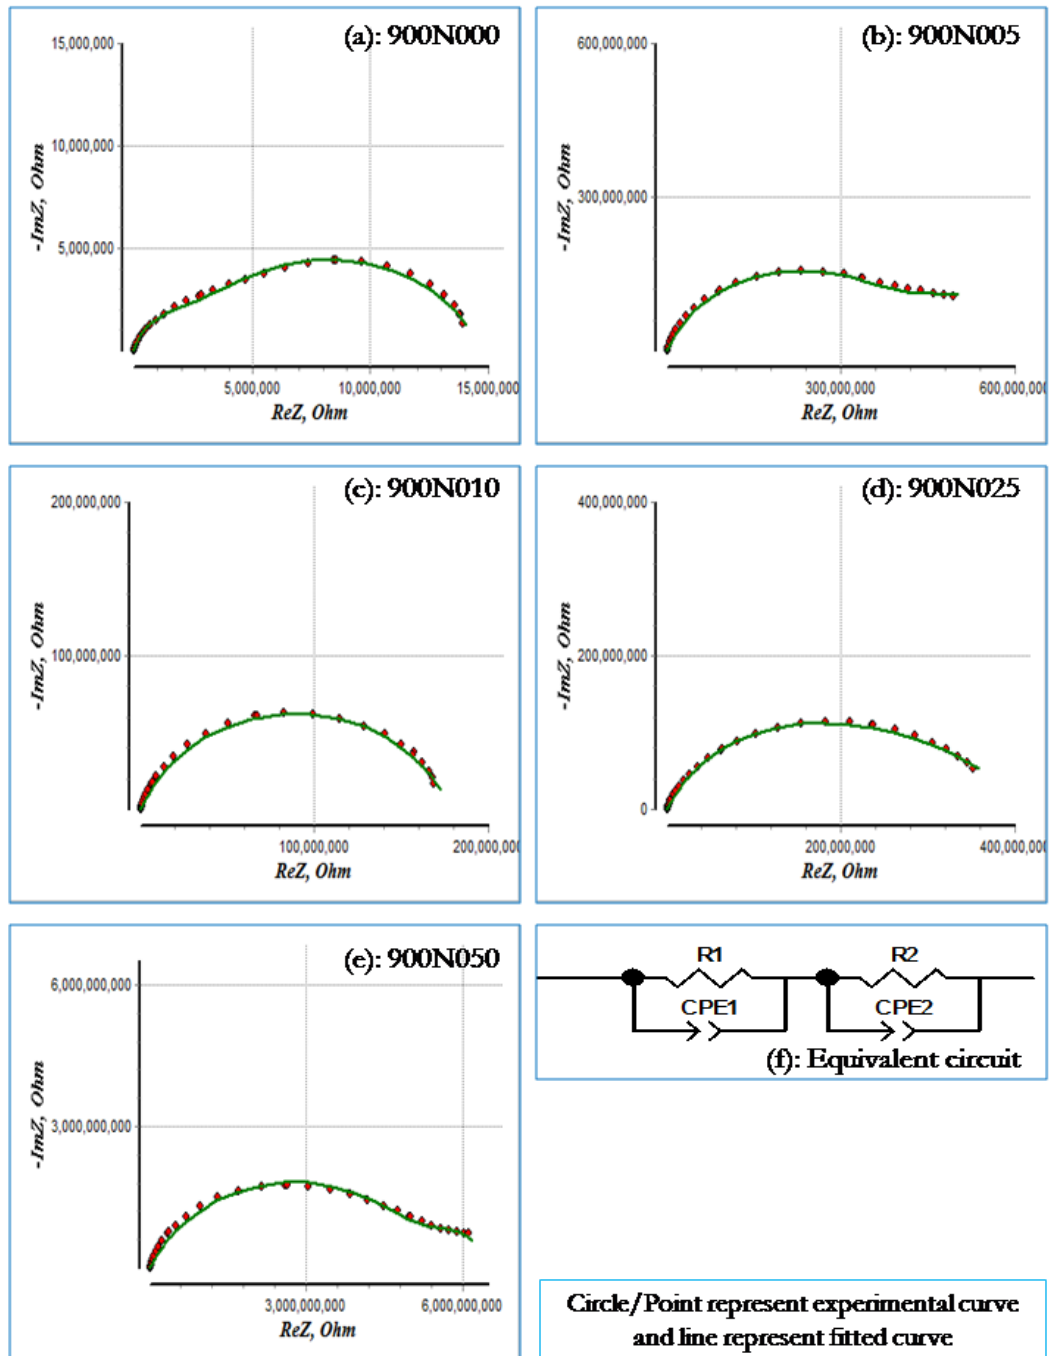 (a): 900N000
15,000,000
10,000,000
5,000,000
-ImZ, Ohm
5,000,000 10,000,000 15,000,000
ReZ, Ohm
(b): 900N005
600,000,000
300,000,000
-ImZ, Ohm
300,000,000 600,000,000
ReZ, Ohm
(c): 900N010
200,000,000
100,000,000
-ImZ, Ohm
100,000,000 200,000,000
ReZ, Ohm
(d): 900N025
400,000,000
200,000,000
0
-ImZ, Ohm
200,000,000 400,000,000
ReZ, Ohm
(e): 900N050
6,000,000,000
3,000,000,000
-ImZ, Ohm
3,000,000,000 6,000,000,000
ReZ, Ohm
R1 R2
CPE1 CPE2
(f): Equivalent circuit
Circle/Point represent experimental curve
and line represent fitted curve